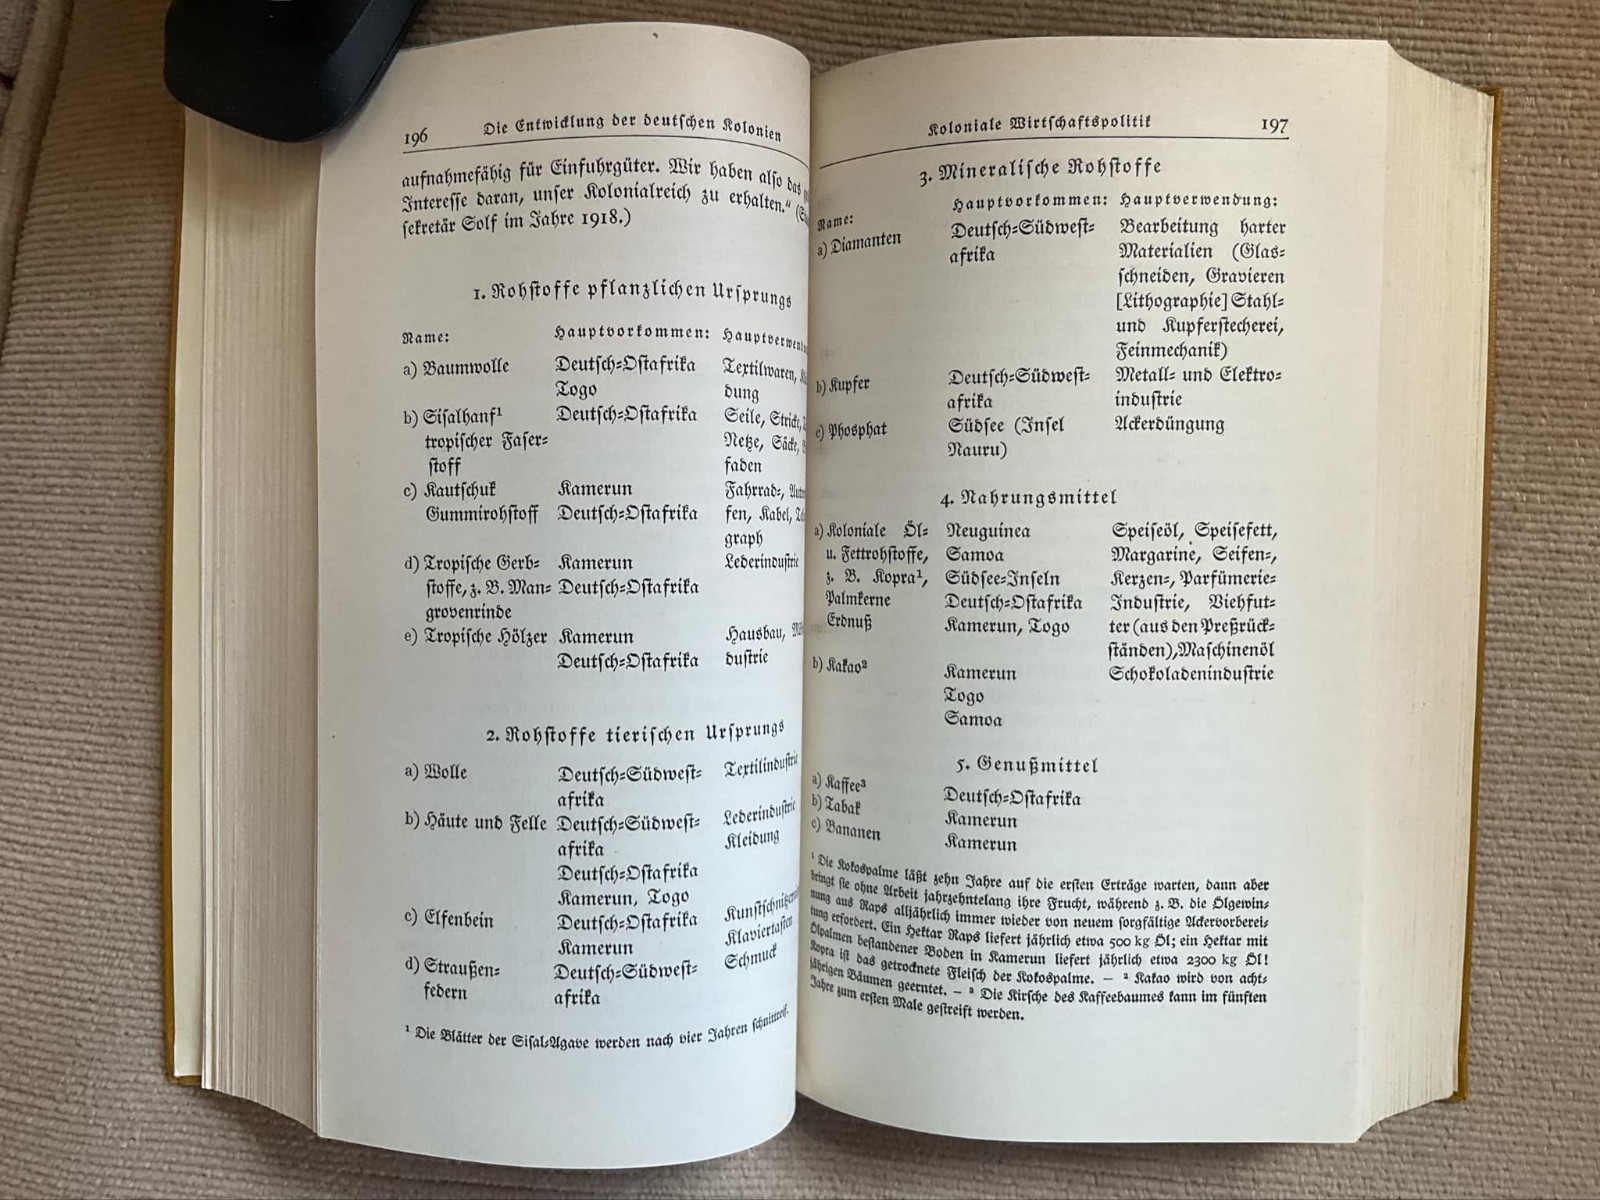 196 Die Entwicklung der deutschen Kolonien
aufnahmefähig für Einfuhrgüter. Wir haben also das
Interesse daran, unser Kolonialreich zu erhalten.“
sekretär Solf im Jahre 1918.)
1. Rohstoffe pflanzlichen Ursprungs
Name: Hauptvorkommen:
a) Baumwolle Deutsch-Ostafrika Textilwaren,
Togo dung
b) Sisalhanf¹ Deutsch-Ostafrika Seile, Stricke,
tropischer Faser- Netze, Säcke,
stoff faden
c) Kautschuk Kamerun Fahrrad-,
Gummirohstoff Deutsch-Ostafrika fen, Kabel,
graph
d) Tropische Gerb- Kamerun Lederindustrie
stoffe, z. B. Man- Deutsch-Ostafrika
grovenrinde
e) Tropische Hölzer Kamerun Hausbau,
Deutsch-Ostafrika dustrie
2. Rohstoffe tierischen Ursprungs
a) Wolle Deutsch-Südwest- Textilindustrie
afrika
b) Häute und Felle Deutsch-Südwest- Lederindustrie
afrika Kleidung
Deutsch-Ostafrika
Kamerun, Togo
c) Elfenbein Deutsch-Ostafrika
Kamerun Klaviertasten
d) Straußen- Deutsch-Südwest- Schmuck
federn afrika
¹ Die Blätter der Sisal-Agave werden nach vier Jahren schnittreif.
Koloniale Wirtschaftspolitik 197
3. Mineralische Rohstoffe
Name: Hauptvorkommen: Hauptverwendung:
a) Diamanten Deutsch-Südwest- Bearbeitung harter
afrika Materialien (Glas-
schneiden, Gravieren
[Lithographie] Stahl-
und Kupferstecherei,
Feinmechanik)
b) Kupfer Deutsch-Südwest- Metall- und Elektro-
afrika industrie
c) Phosphat Südsee (Insel Ackerdüngung
Nauru)
4. Nahrungsmittel
a) Koloniale Öl- Neuguinea Speiseöl, Speisefett,
u. Fettrohstoffe, Samoa Margarine, Seifen-,
z. B. Kopra¹, Südsee-Inseln Kerzen-, Parfümerie-
Palmkerne Deutsch-Ostafrika Industrie, Viehfut-
Erdnuß Kamerun, Togo ter (aus den Preßrück-
ständen), Maschinenöl
b) Kakao² Kamerun Schokoladenindustrie
Togo
Samoa
5. Genußmittel
a) Kaffee³ Deutsch-Ostafrika
b) Tabak Kamerun
c) Bananen Kamerun
¹ Die Kokospalme läßt zehn Jahre auf die ersten Erträge warten, dann aber
bringt sie ohne Arbeit jahrzehntelang ihre Frucht, während z. B. die Ölgewin-
nung aus Raps alljährlich immer wieder von neuem sorgfältige Ackervorberei-
tung erfordert. Ein Hektar Raps liefert jährlich etwa 500 kg Öl; ein Hektar mit
Ölpalmen bestandener Boden in Kamerun liefert jährlich etwa 2300 kg Öl!
Kopra ist das getrocknete Fleisch der Kokospalme. — ² Kakao wird von acht-
jährigen Bäumen geerntet. — ³ Die Kirsche des Kaffeebaumes kann im fünften
Jahre zum ersten Male gestreift werden.